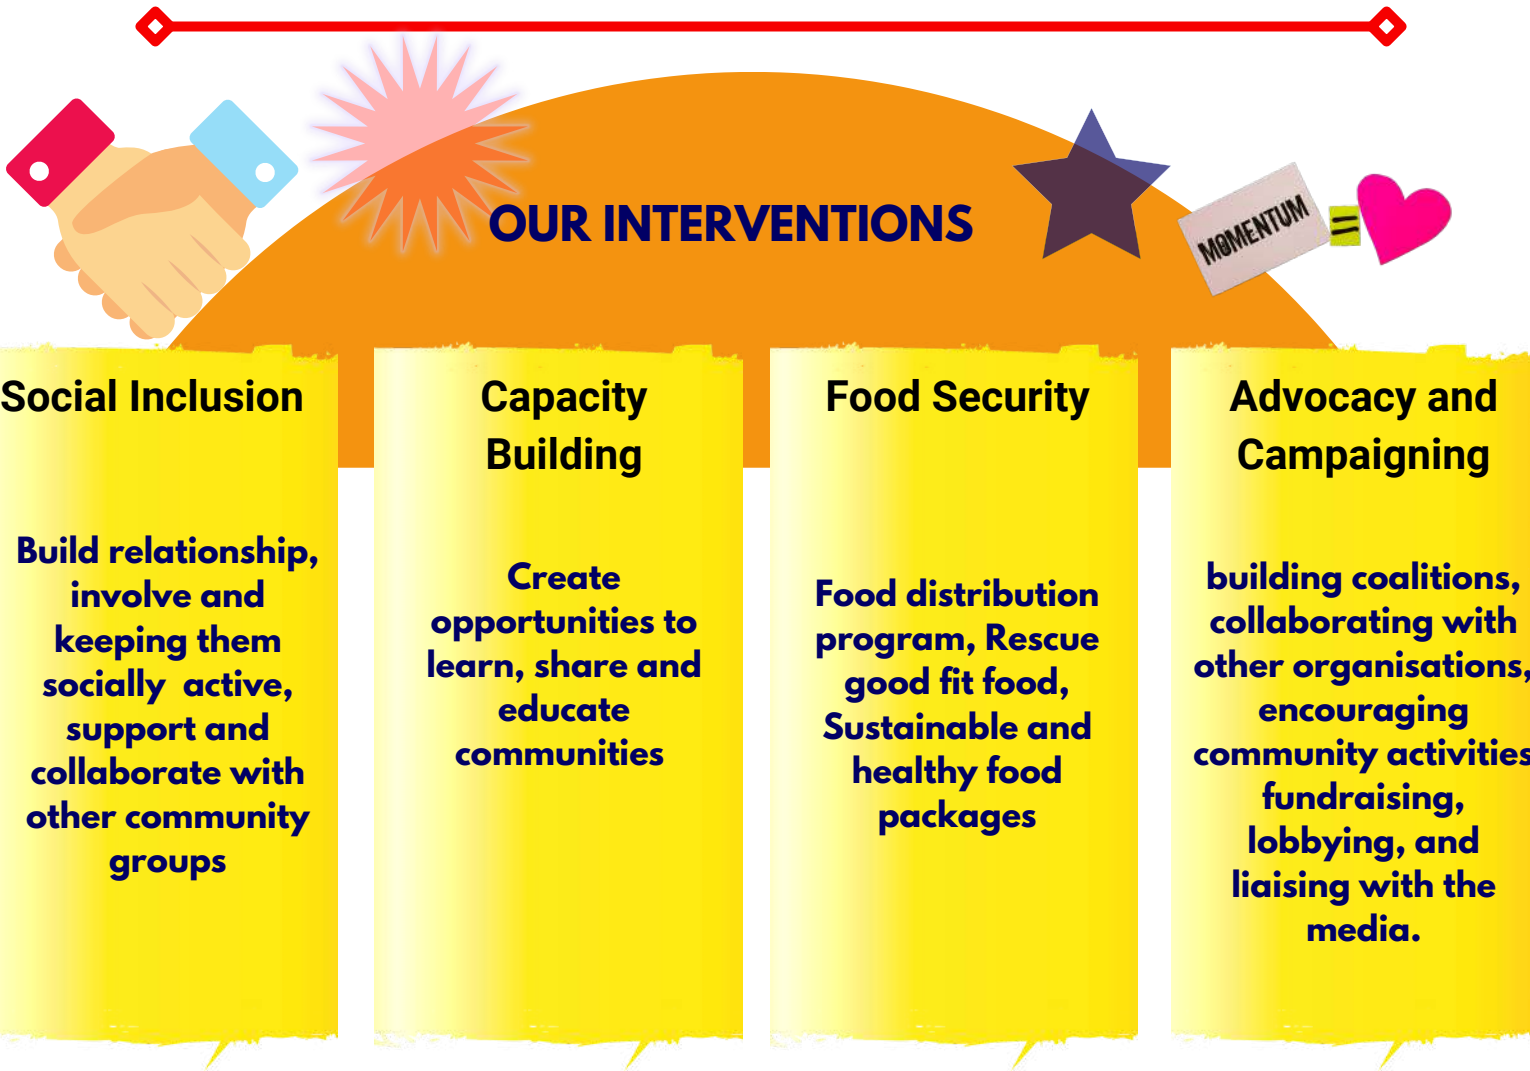 OUR INTERVENTIONS
MOMENTUM
=
Social Inclusion
Build relationship,
involve and
keeping them
socially active,
support and
collaborate with
other community
groups
Capacity
Building
Create
opportunities to
learn, share and
educate
communities
Food Security
Food distribution
program, Rescue
good fit food,
Sustainable and
healthy food
packages
Advocacy and
Campaigning
building coalitions,
collaborating with
other organisations,
encouraging
community activities
fundraising,
lobbying, and
liaising with the
media.